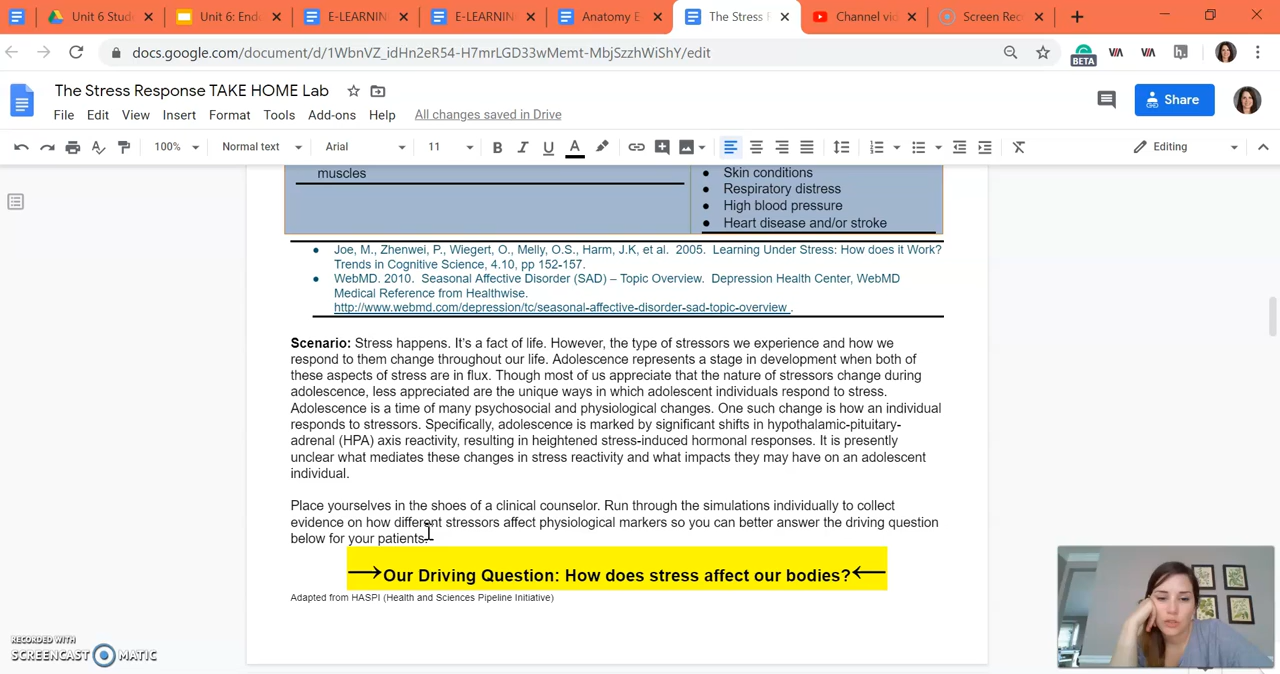 Unit 6 Stud
Unit 6: End
E-LEARNIN
E-LEARNIN
Anatomy E
The Stress
Channel vi
Screen Rec
docs.google.com/document/d/1WbnVZ_idHn2eR54-H7mrLGD33wMemt-MbjSzzhWiShY/edit
BETA
The Stress Response TAKE HOME Lab
Share
File Edit View Insert Format Tools Add-ons Help All changes saved in Drive
100% Normal text Arial 11 B I U A Editing
muscles
Skin conditions
Respiratory distress
High blood pressure
Heart disease and/or stroke
Joe, M., Zhenwei, P., Wiegert, O., Melly, O.S., Harm, J.K, et al. 2005. Learning Under Stress: How does it Work?
Trends in Cognitive Science, 4.10, pp 152-157.
WebMD. 2010. Seasonal Affective Disorder (SAD) – Topic Overview. Depression Health Center, WebMD
Medical Reference from Healthwise.
http://www.webmd.com/depression/tc/seasonal-affective-disorder-sad-topic-overview .
Scenario: Stress happens. It's a fact of life. However, the type of stressors we experience and how we
respond to them change throughout our life. Adolescence represents a stage in development when both of
these aspects of stress are in flux. Though most of us appreciate that the nature of stressors change during
adolescence, less appreciated are the unique ways in which adolescent individuals respond to stress.
Adolescence is a time of many psychosocial and physiological changes. One such change is how an individual
responds to stressors. Specifically, adolescence is marked by significant shifts in hypothalamic-pituitary-
adrenal (HPA) axis reactivity, resulting in heightened stress-induced hormonal responses. It is presently
unclear what mediates these changes in stress reactivity and what impacts they may have on an adolescent
individual.
Place yourselves in the shoes of a clinical counselor. Run through the simulations individually to collect
evidence on how different stressors affect physiological markers so you can better answer the driving question
below for your patients.
→Our Driving Question: How does stress affect our bodies?←
Adapted from HASPI (Health and Sciences Pipeline Initiative)
RECORDED WITH
SCREENCAST MATIC